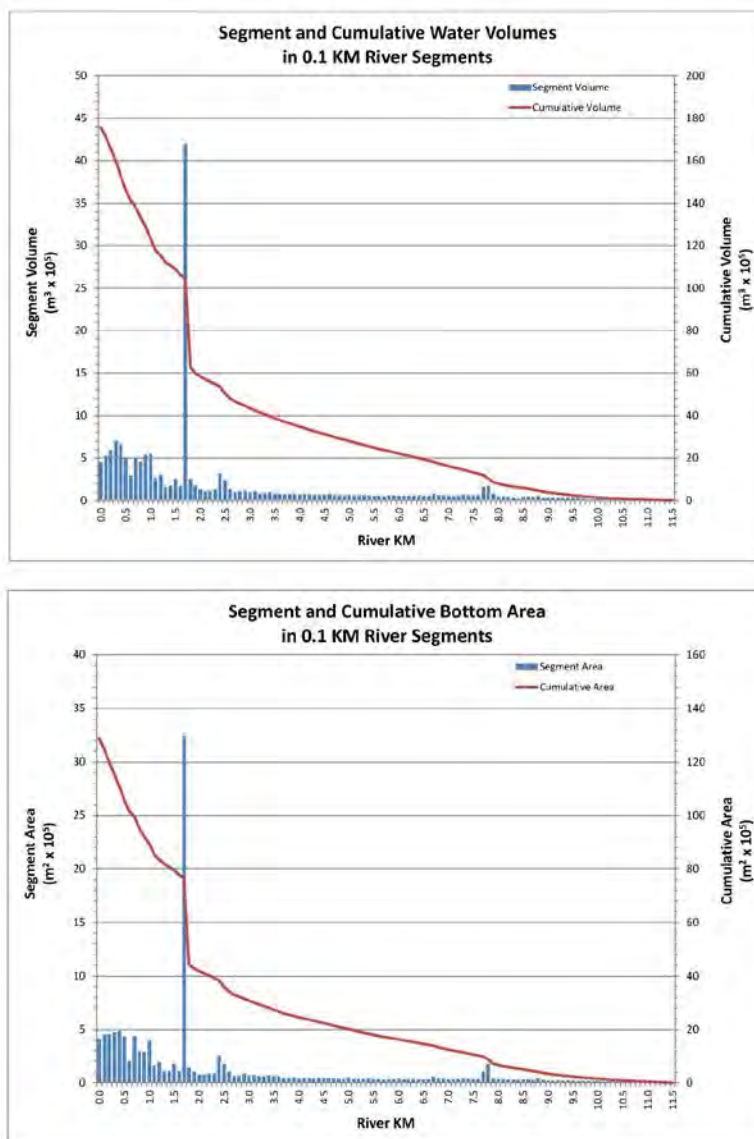 Segment and Cumulative Water Volumes
in 0.1 KM River Segments
50
45
40
35
30
25
20
15
10
5
0
200
180
160
140
120
100
80
60
40
20
0
Segment Volume
Cumulative Volume
Segment Volume
(m³ x 10⁵)
Cumulative Volume
(m³ x 10⁵)
0.0 0.5 1.0 1.5 2.0 2.5 3.0 3.5 4.0 4.5 5.0 5.5 6.0 6.5 7.0 7.5 8.0 8.5 9.0 9.5 10.0 10.5 11.0 11.5
River KM
Segment and Cumulative Bottom Area
in 0.1 KM River Segments
40
35
30
25
20
15
10
5
0
160
140
120
100
80
60
40
20
0
Segment Area
Cumulative Area
Segment Area
(m² x 10⁵)
Cumulative Area
(m² x 10⁵)
0.0 0.5 1.0 1.5 2.0 2.5 3.0 3.5 4.0 4.5 5.0 5.5 6.0 6.5 7.0 7.5 8.0 8.5 9.0 9.5 10.0 10.5 11.0 11.5
River KM